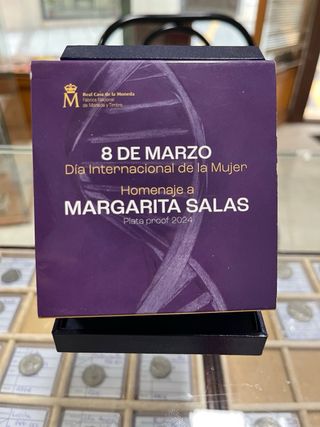 Real Casa de la Moneda
Fábrica Nacional
de Moneda y Timbre
8 DE MARZO
Día Internacional de la Mujer
Homenaje a
MARGARITA SALAS
Plata proof 2024